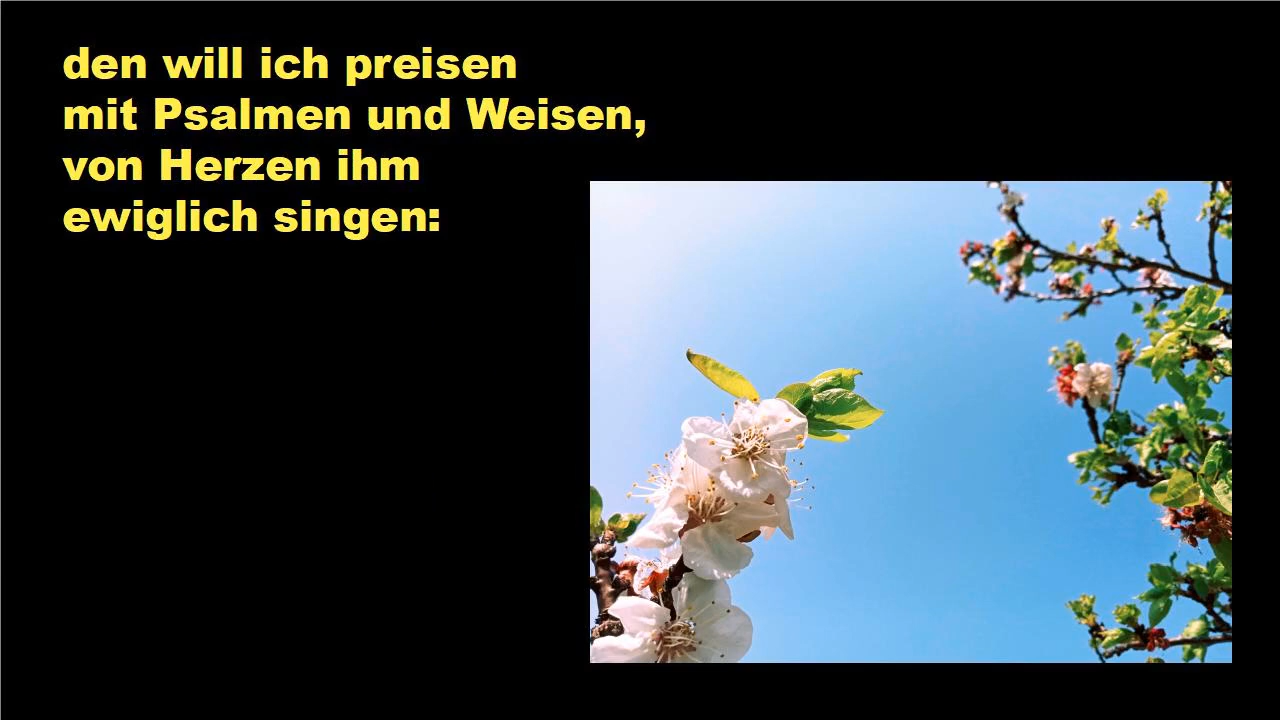 den will ich preisen
mit Psalmen und Weisen,
von Herzen ihm
ewiglich singen: